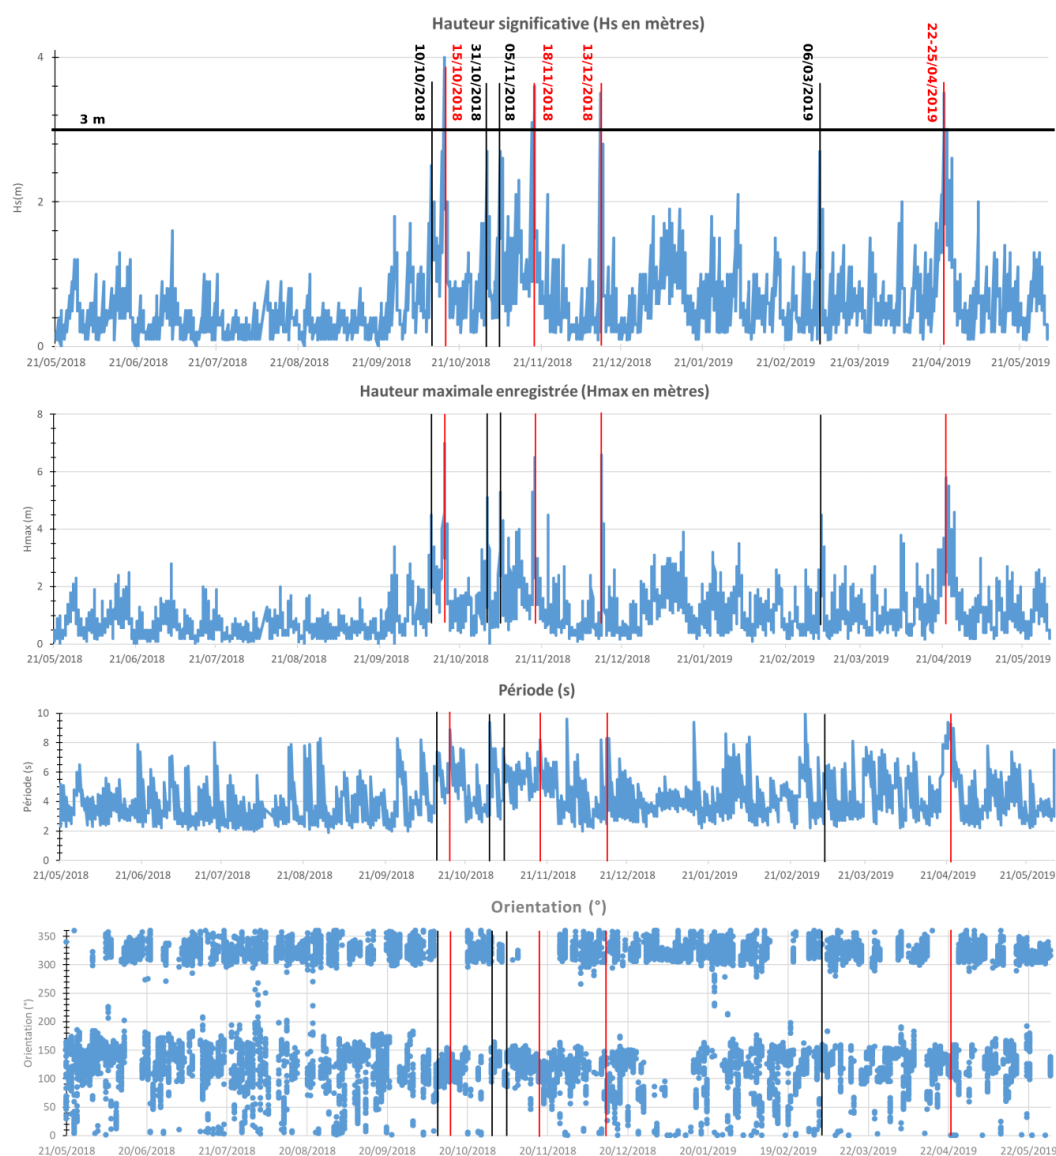 Hauteur significative (Hs en mètres)
10/10/2018
15/10/2018
31/10/2018
05/11/2018
18/11/2018
13/12/2018
06/03/2019
22-25/04/2019
4
3 m
2
0
Hs(m)
21/05/2018 21/06/2018 21/07/2018 21/08/2018 21/09/2018 21/10/2018 21/11/2018 21/12/2018 21/01/2019 21/02/2019 21/03/2019 21/04/2019 21/05/2019
Hauteur maximale enregistrée (Hmax en mètres)
8
6
4
2
0
Hmax (m)
21/05/2018 21/06/2018 21/07/2018 21/08/2018 21/09/2018 21/10/2018 21/11/2018 21/12/2018 21/01/2019 21/02/2019 21/03/2019 21/04/2019 21/05/2019
Période (s)
10
8
6
4
2
0
Période (s)
21/05/2018 21/06/2018 21/07/2018 21/08/2018 21/09/2018 21/10/2018 21/11/2018 21/12/2018 21/01/2019 21/02/2019 21/03/2019 21/04/2019 21/05/2019
Orientation (°)
350
300
250
200
150
100
50
0
Orientation (°)
21/05/2018 20/06/2018 21/07/2018 20/08/2018 20/09/2018 20/10/2018 20/11/2018 20/12/2018 20/01/2019 19/02/2019 22/03/2019 22/04/2019 22/05/2019